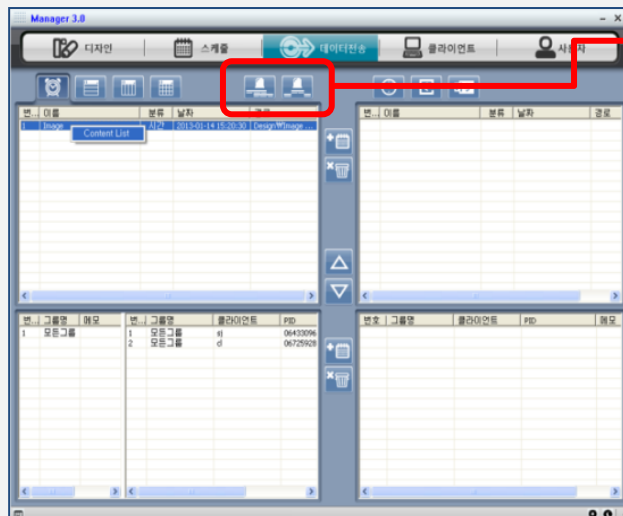 Manager 3.0
디자인 스케줄 데이터전송 클라이언트 사용자
번... 이름 분류 날짜 경로
1 Image 시간 2013-01-14 15:20:30 Design₩Image ...
Content List
번... 이름 분류 날짜 경로
번... 그룹명 메모
1 모든그룹
번... 그룹명 클라이언트 PID
1 모든그룹 sj 06433096
2 모든그룹 cl 06725928
번호 그룹명 클라이언트 PID 메모